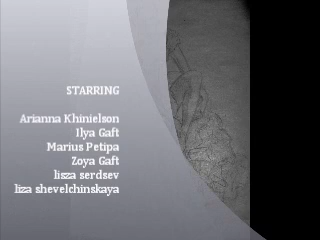 STARRING
Arianna Khinielson
Ilya Gaft
Marius Petipa
Zoya Gaft
lisza serdsev
liza shevelchinskaya